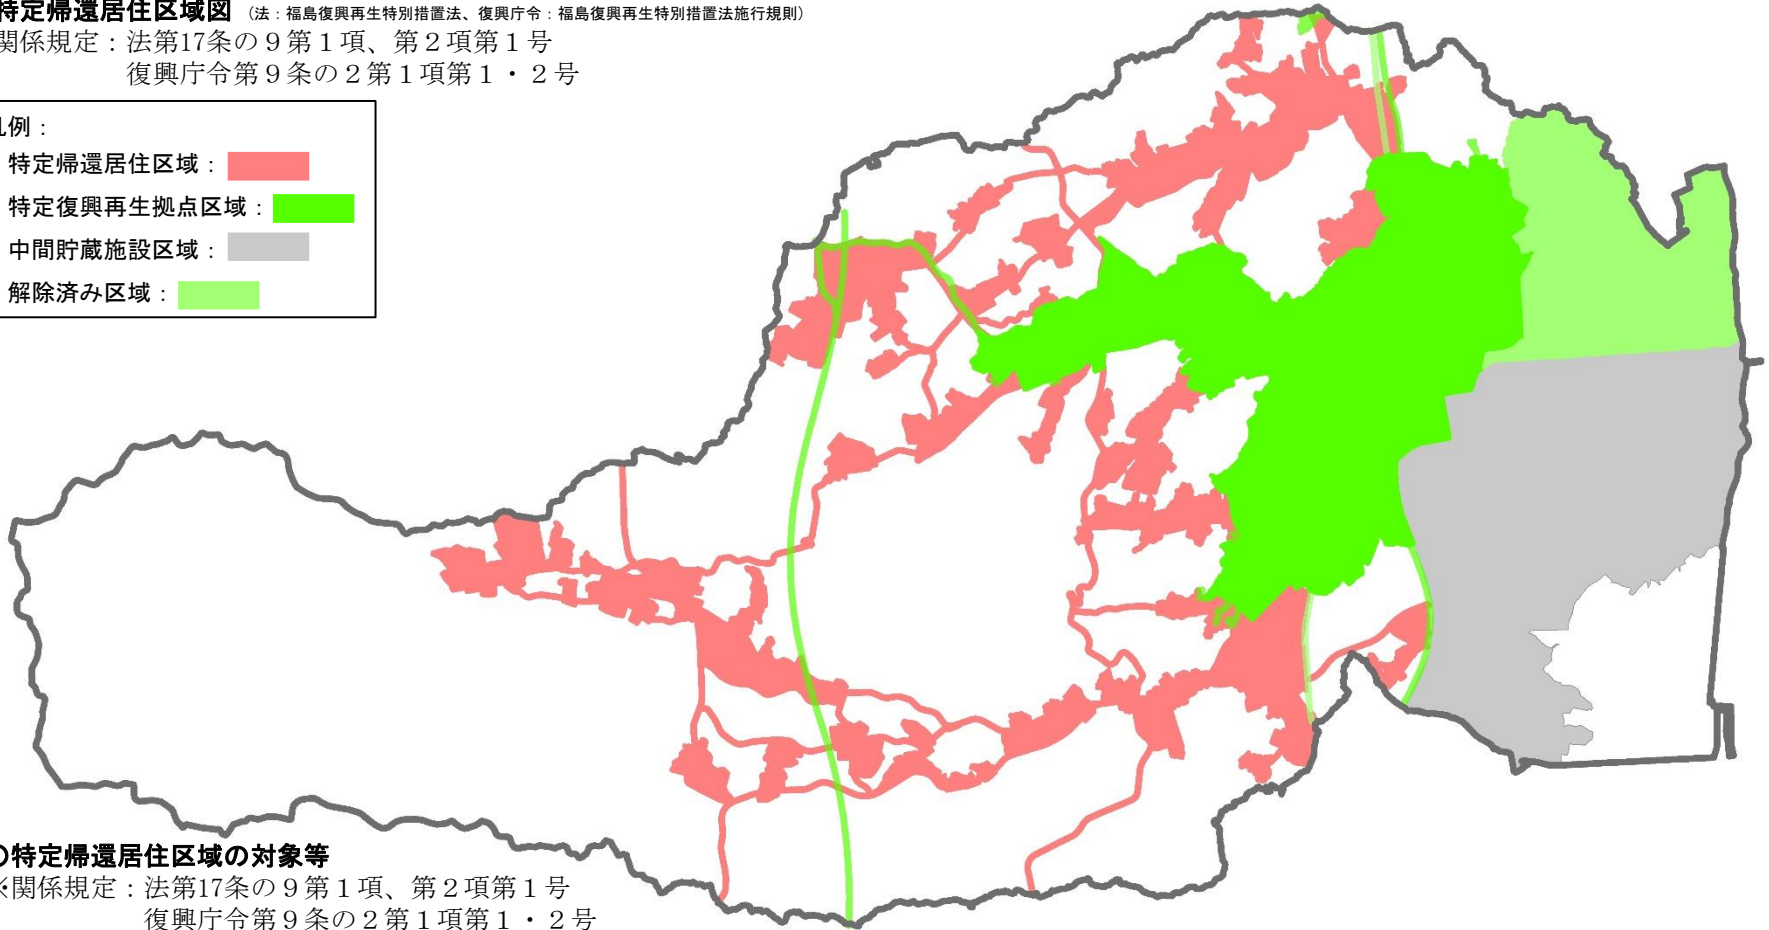 特定帰還居住区域図 (法：福島復興再生特別措置法、復興庁令：福島復興再生特別措置法施行規則)
関係規定：法第17条の９第１項、第２項第１号
復興庁令第９条の２第１項第１・２号
例：
特定帰還居住区域：
特定復興再生拠点区域：
中間貯蔵施設区域：
解除済み区域：
特定帰還居住区域の対象等
※関係規定：法第17条の９第１項、第２項第１号
復興庁令第９条の２第１項第１・２号